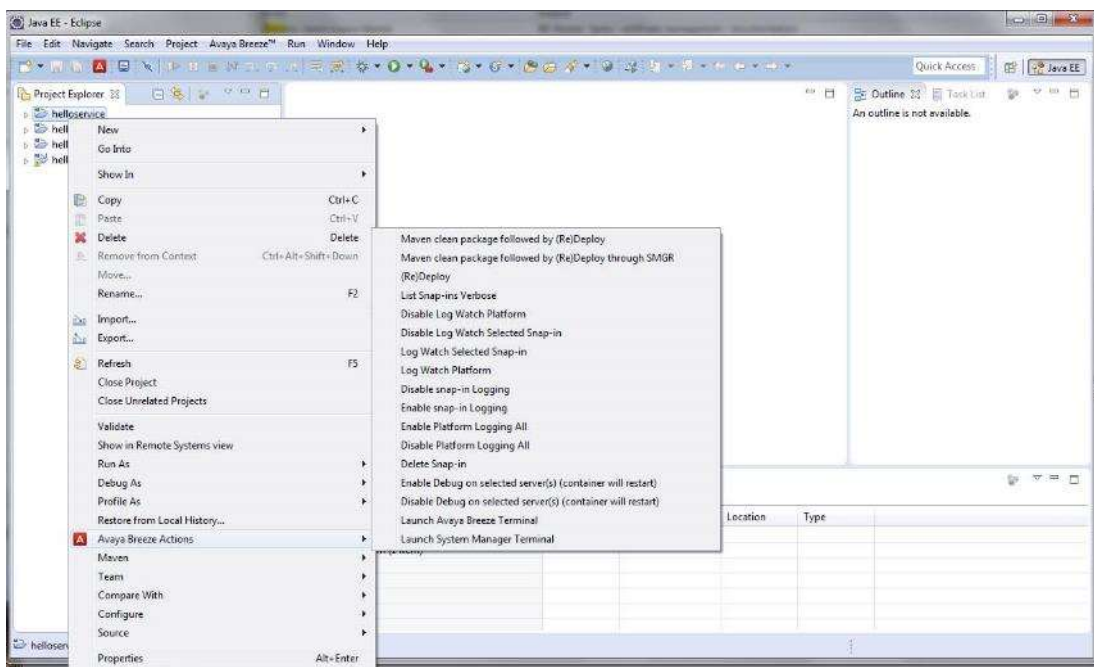 Java EE - Eclipse
File Edit Navigate Search Project Avaya Breeze™ Run Window Help
Quick Access
Java EE
Project Explorer
Outline
Task List
An outline is not available.
helloservice
hell
hell
hell
New
Go Into
Show In
Copy Ctrl+C
Paste Ctrl+V
Delete Delete
Remove from Context Ctrl+Alt+Shift+Down
Move...
Rename... F2
Import...
Export...
Refresh F5
Close Project
Close Unrelated Projects
Validate
Show in Remote Systems view
Run As
Debug As
Profile As
Restore from Local History...
Avaya Breeze Actions
Maven
Team
Compare With
Configure
Source
Properties Alt+Enter
Maven clean package followed by (Re)Deploy
Maven clean package followed by (Re)Deploy through SMGR
(Re)Deploy
List Snap-ins Verbose
Disable Log Watch Platform
Disable Log Watch Selected Snap-in
Log Watch Selected Snap-in
Log Watch Platform
Disable snap-in Logging
Enable snap-in Logging
Enable Platform Logging All
Disable Platform Logging All
Delete Snap-in
Enable Debug on selected server(s) (container will restart)
Disable Debug on selected server(s) (container will restart)
Launch Avaya Breeze Terminal
Launch System Manager Terminal
Location Type
helloser